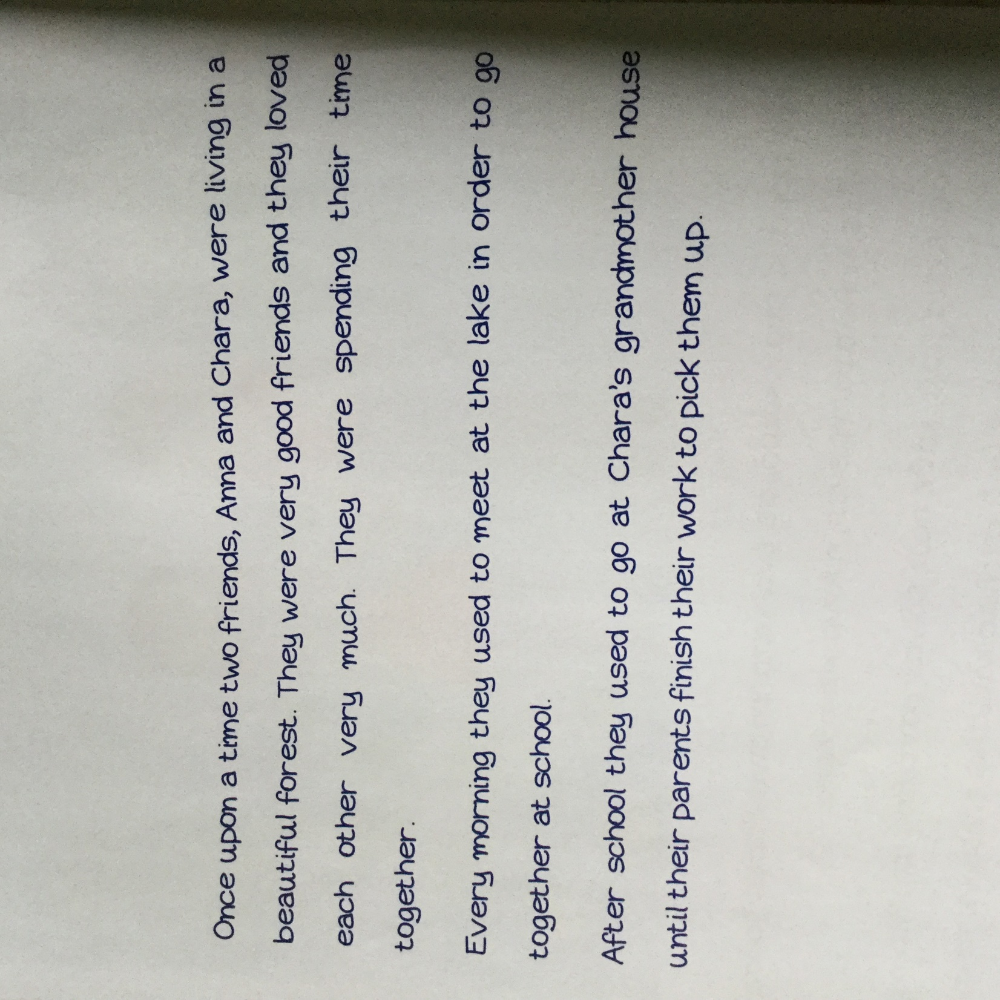 Once upon a time two friends, Anna and Chara, were living in a
beautiful forest. They were very good friends and they loved
each other very much. They were spending their time
together.
Every morning they used to meet at the lake in order to go
together at school.
After school they used to go at Chara's grandmother house
until their parents finish their work to pick them up.